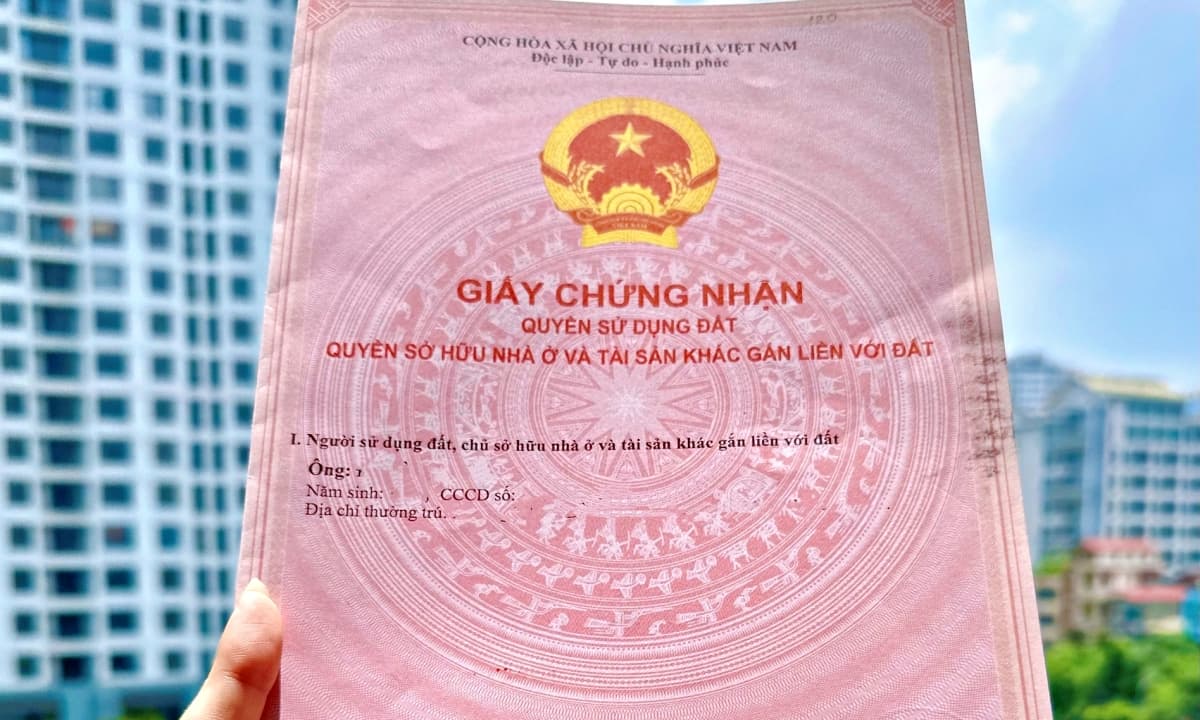 CỘNG HÒA XÃ HỘI CHỦ NGHĨA VIỆT NAM
Độc lập - Tự do - Hạnh phúc
VIỆT NAM
GIẤY CHỨNG NHẬN
QUYỀN SỬ DỤNG ĐẤT
QUYỀN SỞ HỮU NHÀ Ở VÀ TÀI SẢN KHÁC GẮN LIỀN VỚI ĐẤT
I. Người sử dụng đất, chủ sở hữu nhà ở và tài sản khác gắn liền với đất
Ông:
Năm sinh: , CCCD số:
Địa chỉ thường trú.